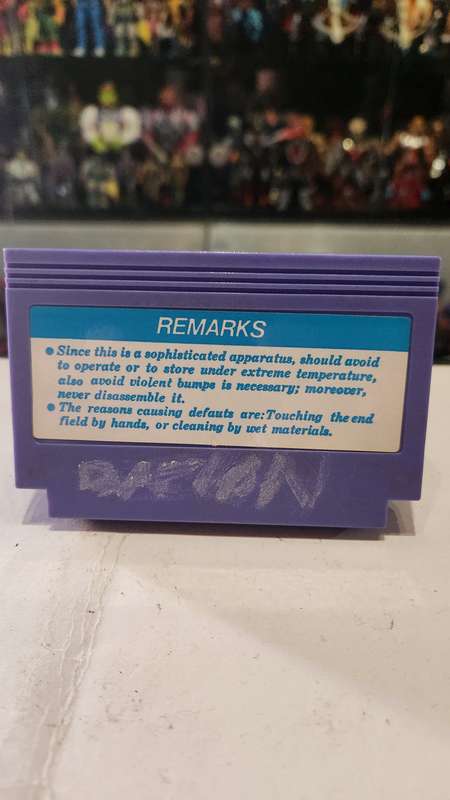 REMARKS
● Since this is a sophisticated apparatus, should avoid
to operate or to store under extreme temperature,
also avoid violent bumps is necessary; moreover,
never disassemble it.
● The reasons causing defauts are:Touching the end
field by hands, or cleaning by wet materials.